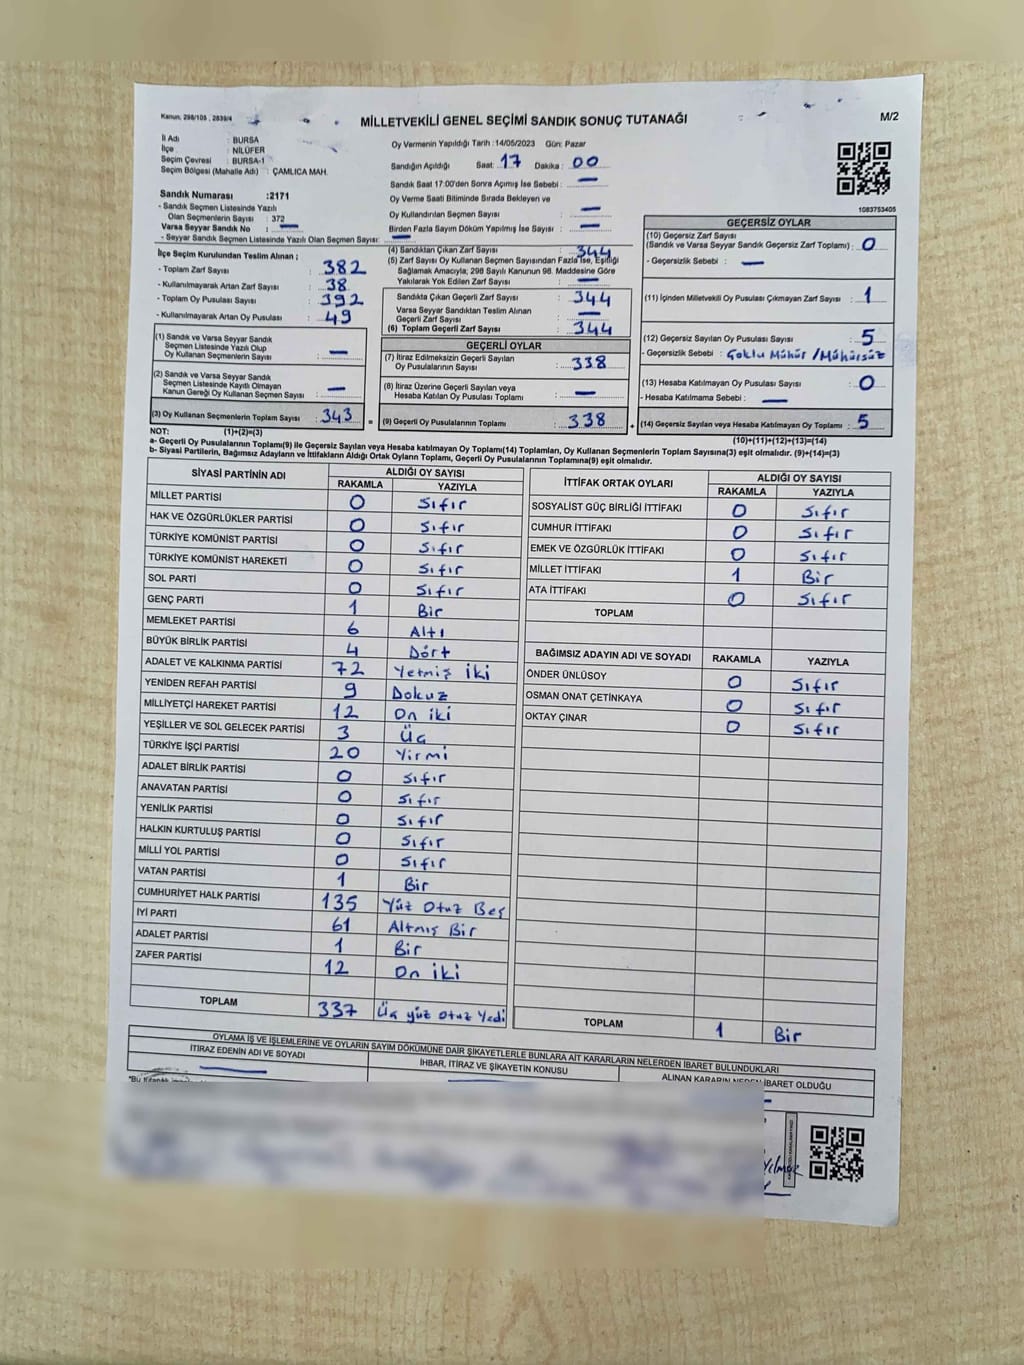 Kanun, 298/105 , 2839/4
MİLLETVEKİLİ GENEL SEÇİMİ SANDIK SONUÇ TUTANAĞI
M/2
İl Adı : BURSA
İlçe : NİLÜFER
Seçim Çevresi : BURSA-1
Seçim Bölgesi (Mahalle Adı) : ÇAMLICA MAH.
Sandık Numarası :2171
- Sandık Seçmen Listesinde Yazılı
Olan Seçmenlerin Sayısı : 372
Varsa Seyyar Sandık No : —
- Seyyar Sandık Seçmen Listesinde Yazılı Olan Seçmen Sayısı: —
Oy Vermenin Yapıldığı Tarih :14/05/2023 Gün: Pazar
Sandığın Açıldığı Saat: 17 Dakika : 00
Sandık Saat 17:00'den Sonra Açımış İse Sebebi : —
Oy Verme Saati Bitiminde Sırada Bekleyen ve
Oy Kullandırılan Seçmen Sayısı : —
Birden Fazla Sayım Döküm Yapılmış İse Sayısı : —
1083753405
İlçe Seçim Kurulundan Teslim Alınan ;
- Toplam Zarf Sayısı : 382
- Kullanılmayarak Artan Zarf Sayısı : 38
- Toplam Oy Pusulası Sayısı : 392
- Kullanılmayarak Artan Oy Pusulası : 49
(4) Sandıktan Çıkan Zarf Sayısı : 344
(5) Zarf Sayısı Oy Kullanan Seçmen Sayısından Fazla İse, Eşitliği
Sağlamak Amacıyla; 298 Sayılı Kanunun 98. Maddesine Göre
Yakılarak Yok Edilen Zarf Sayısı : —
Sandıkta Çıkan Geçerli Zarf Sayısı : 344
Varsa Seyyar Sandıktan Teslim Alınan
Geçerli Zarf Sayısı : —
(6) Toplam Geçerli Zarf Sayısı : 344
GEÇERSİZ OYLAR
(10) Geçersiz Zarf Sayısı
(Sandık ve Varsa Seyyar Sandık Geçersiz Zarf Toplamı) : 0
- Geçersizlik Sebebi : —
(11) İçinden Milletvekili Oy Pusulası Çıkmayan Zarf Sayısı : 1
(12) Geçersiz Sayılan Oy Pusulası Sayısı : 5
- Geçersizlik Sebebi : Çoklu Mühür / Mühürsüz
(13) Hesaba Katılmayan Oy Pusulası Sayısı : 0
- Hesaba Katılmama Sebebi : —
(14) Geçersiz Sayılan veya Hesaba Katılmayan Oy Toplamı : 5
(1) Sandık ve Varsa Seyyar Sandık
Seçmen Listesinde Yazılı Olup
Oy Kullanan Seçmenlerin Sayısı : —
(2) Sandık ve Varsa Seyyar Sandık
Seçmen Listesinde Kayıtlı Olmayan
Kanun Gereği Oy Kullanan Seçmen Sayısı : —
(3) Oy Kullanan Seçmenlerin Toplam Sayısı : 343 =
GEÇERLİ OYLAR
(7) İtiraz Edilmeksizin Geçerli Sayılan
Oy Pusulalarının Sayısı : 338
(8) İtiraz Üzerine Geçerli Sayılan veya
Hesaba Katılan Oy Pusulası Toplamı : —
(9) Geçerli Oy Pusulalarının Toplamı : 338 +
NOT: (1)+(2)=(3)
(10)+(11)+(12)+(13)=(14)
a- Geçerli Oy Pusulalarının Toplamı(9) ile Geçersiz Sayılan veya Hesaba katılmayan Oy Toplamı(14) Toplamları, Oy Kullanan Seçmenlerin Toplam Sayısına(3) eşit olmalıdır. (9)+(14)=(3)
b- Siyasi Partilerin, Bağımsız Adayların ve İttifakların Aldığı Ortak Oyların Toplamı, Geçerli Oy Pusulalarının Toplamına(9) eşit olmalıdır.
SİYASİ PARTİNİN ADI ALDIĞI OY SAYISI
RAKAMLA YAZIYLA
MİLLET PARTİSİ 0 Sıfır
HAK VE ÖZGÜRLÜKLER PARTİSİ 0 Sıfır
TÜRKİYE KOMÜNİST PARTİSİ 0 Sıfır
TÜRKİYE KOMÜNİST HAREKETİ 0 Sıfır
SOL PARTİ 0 Sıfır
GENÇ PARTİ 1 Bir
MEMLEKET PARTİSİ 6 Altı
BÜYÜK BİRLİK PARTİSİ 4 Dört
ADALET VE KALKINMA PARTİSİ 72 Yetmiş iki
YENİDEN REFAH PARTİSİ 9 Dokuz
MİLLİYETÇİ HAREKET PARTİSİ 12 On iki
YEŞİLLER VE SOL GELECEK PARTİSİ 3 Üç
TÜRKİYE İŞÇİ PARTİSİ 20 Yirmi
ADALET BİRLİK PARTİSİ 0 Sıfır
ANAVATAN PARTİSİ 0 Sıfır
YENİLİK PARTİSİ 0 Sıfır
HALKIN KURTULUŞ PARTİSİ 0 Sıfır
MİLLİ YOL PARTİSİ 0 Sıfır
VATAN PARTİSİ 1 Bir
CUMHURİYET HALK PARTİSİ 135 Yüz Otuz Beş
İYİ PARTİ 61 Altmış Bir
ADALET PARTİSİ 1 Bir
ZAFER PARTİSİ 12 On iki
TOPLAM 337 Üç yüz Otuz Yedi
İTTİFAK ORTAK OYLARI ALDIĞI OY SAYISI
RAKAMLA YAZIYLA
SOSYALİST GÜÇ BİRLİĞİ İTTİFAKI 0 Sıfır
CUMHUR İTTİFAKI 0 Sıfır
EMEK VE ÖZGÜRLÜK İTTİFAKI 0 Sıfır
MİLLET İTTİFAKI 1 Bir
ATA İTTİFAKI 0 Sıfır
TOPLAM
BAĞIMSIZ ADAYIN ADI VE SOYADI RAKAMLA YAZIYLA
ÖNDER ÜNLÜSOY 0 Sıfır
OSMAN ONAT ÇETİNKAYA 0 Sıfır
OKTAY ÇINAR 0 Sıfır
TOPLAM 1 Bir
OYLAMA İŞ VE İŞLEMLERİNE VE OYLARIN SAYIM DÖKÜMÜNE DAİR ŞİKAYETLERLE BUNLARA AİT KARARLARIN NELERDEN İBARET BULUNDUKLARI
İTİRAZ EDENİN ADI VE SOYADI İHBAR, İTİRAZ VE ŞİKAYETİN KONUSU ALINAN KARARIN NEDEN İBARET OLDUĞU
"Bu
Yılmaz